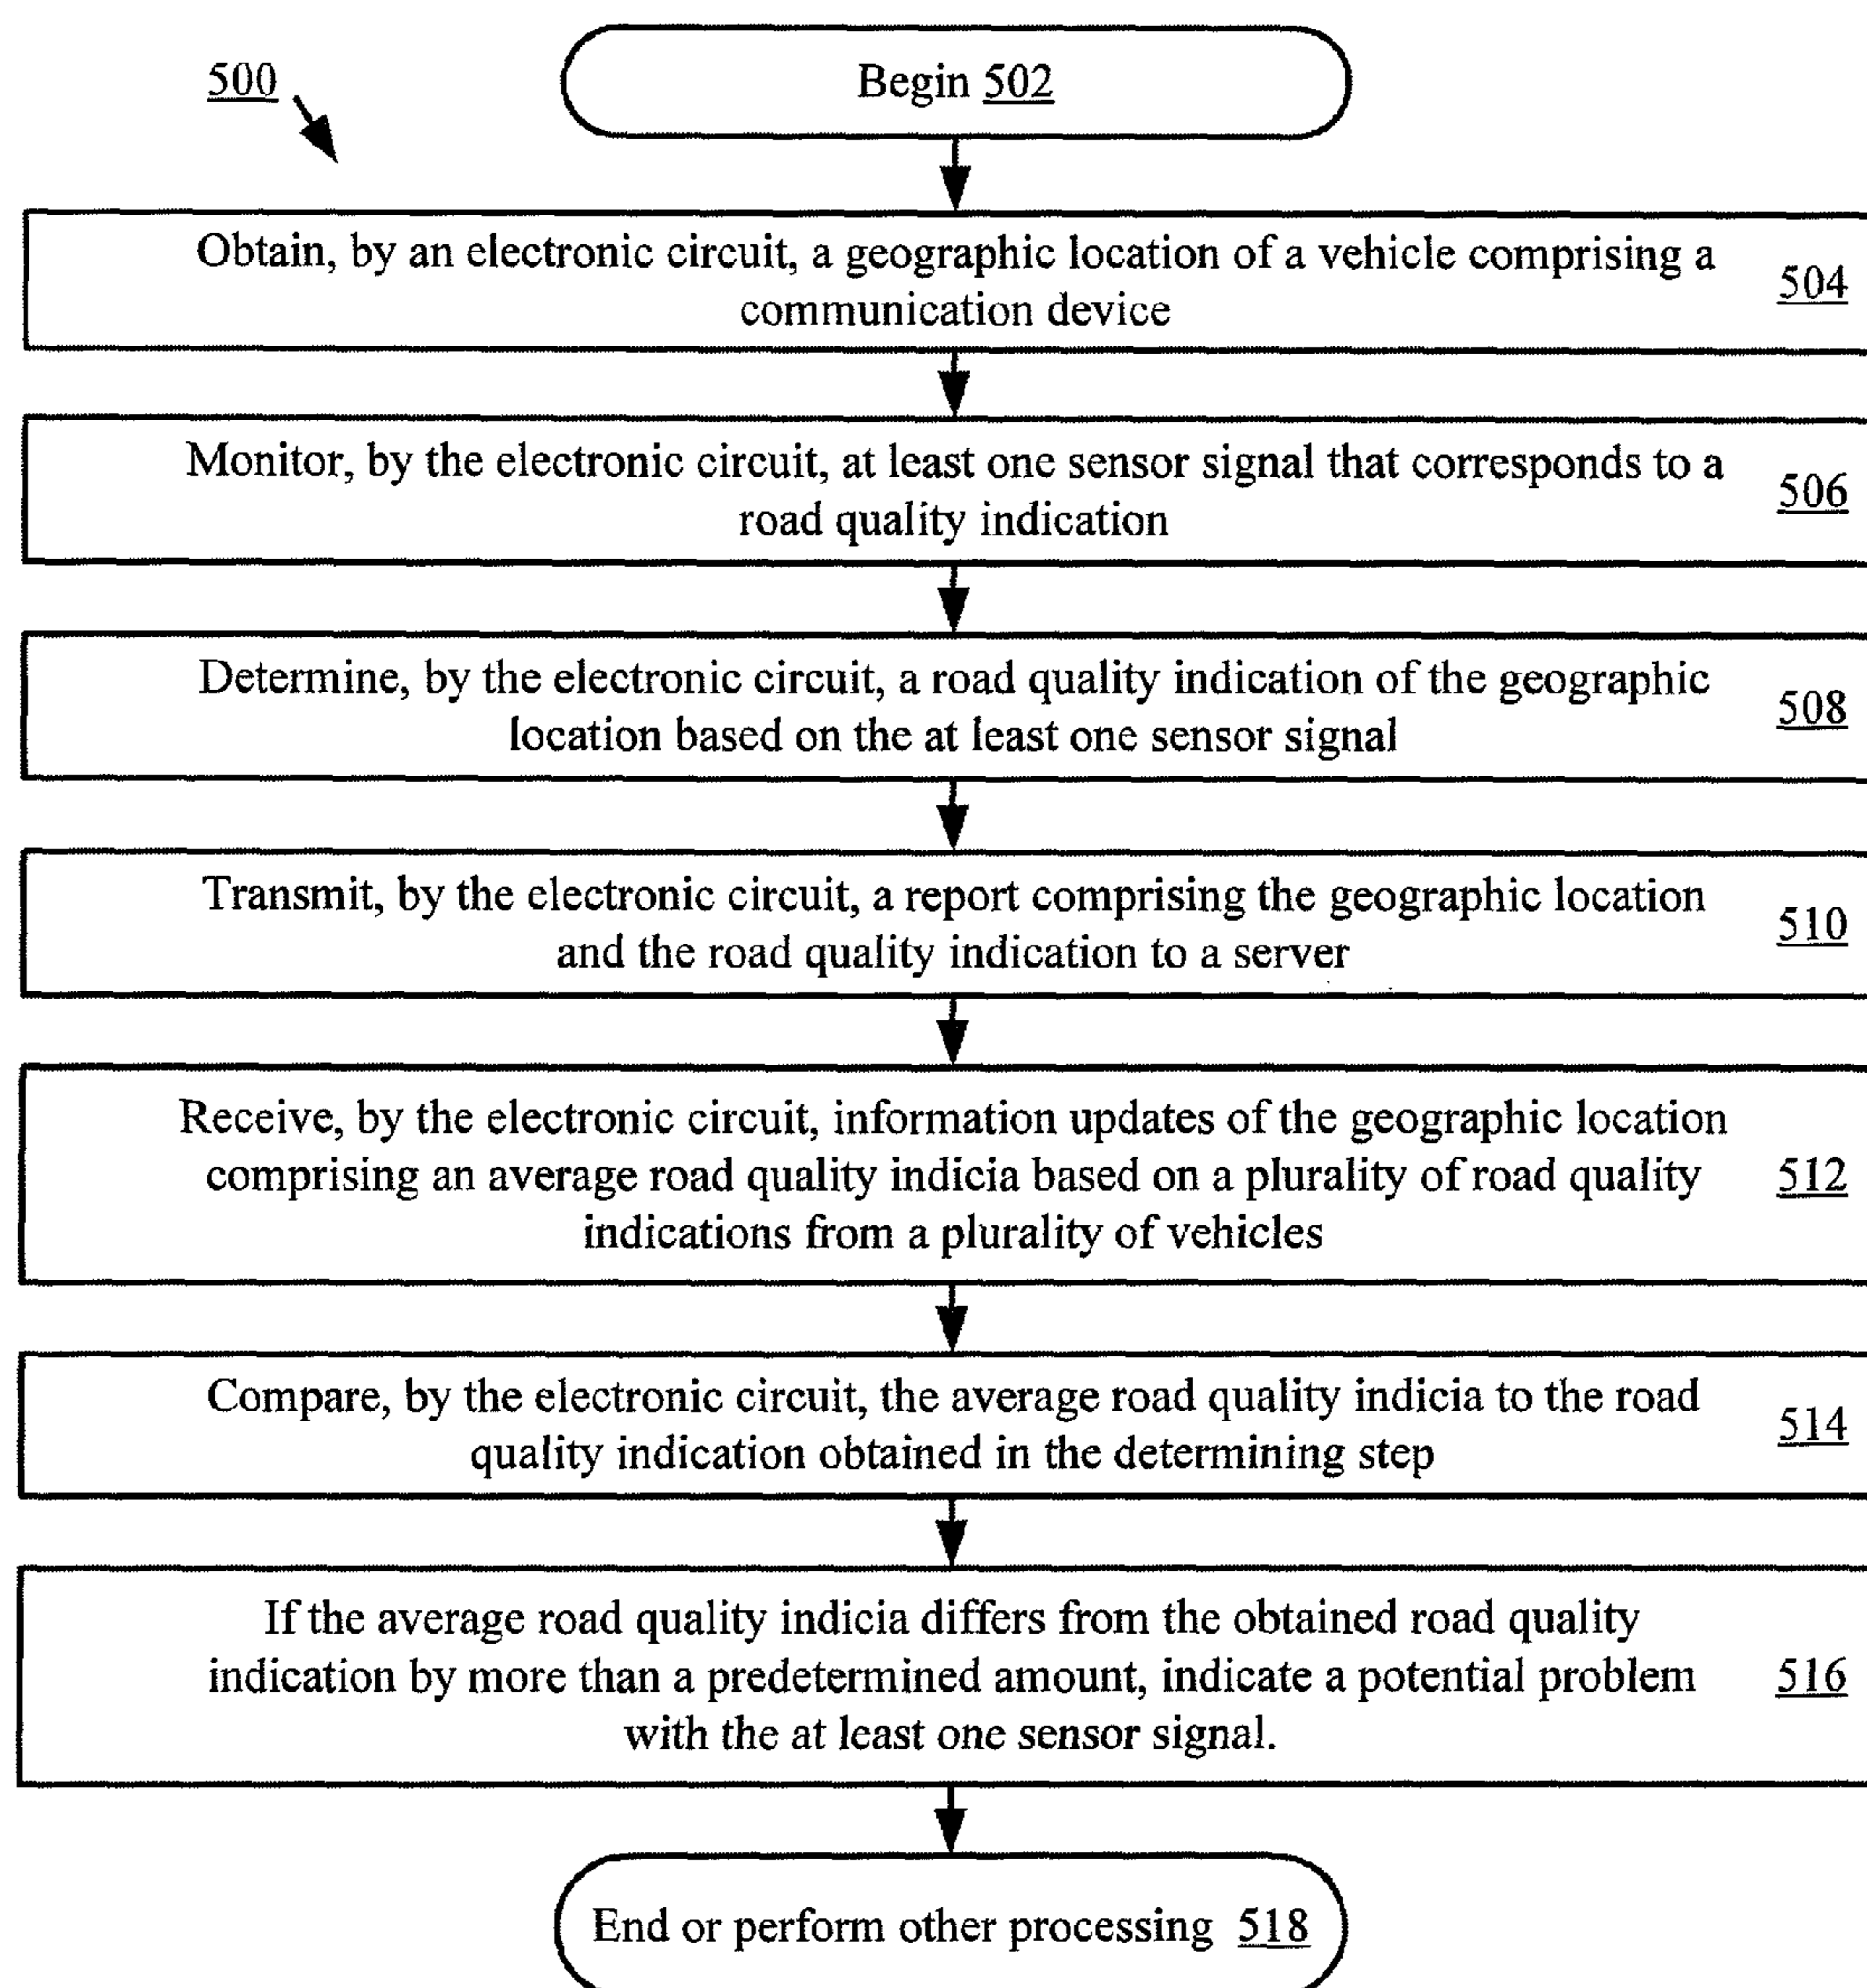 500
Begin 502
Obtain, by an electronic circuit, a geographic location of a vehicle comprising a
communication device
504
Monitor, by the electronic circuit, at least one sensor signal that corresponds to a
road quality indication
506
Determine, by the electronic circuit, a road quality indication of the geographic
location based on the at least one sensor signal
508
Transmit, by the electronic circuit, a report comprising the geographic location
and the road quality indication to a server
510
Receive, by the electronic circuit, information updates of the geographic location
comprising an average road quality indicia based on a plurality of road quality
indications from a plurality of vehicles
512
Compare, by the electronic circuit, the average road quality indicia to the road
quality indication obtained in the determining step
514
If the average road quality indicia differs from the obtained road quality
indication by more than a predetermined amount, indicate a potential problem
with the at least one sensor signal.
516
End or perform other processing 518